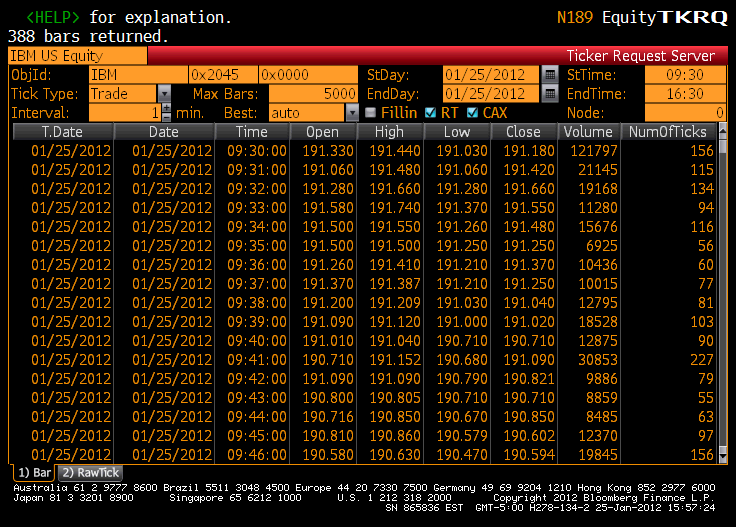 <HELP> for explanation. N189 Equity TKRQ
388 bars returned.
IBM US Equity Ticker Request Server
ObjId: IBM 0x2045 0x0000 StDay: 01/25/2012 StTime: 09:30
Tick Type: Trade Max Bars: 5000 EndDay: 01/25/2012 EndTime: 16:30
Interval: 1 min. Best: auto Fillin RT CAX Node: 0
T.Date Date Time Open High Low Close Volume NumOfTicks
01/25/2012 01/25/2012 09:30:00 191.330 191.440 191.030 191.180 121797 156
01/25/2012 01/25/2012 09:31:00 191.060 191.480 191.060 191.420 21145 115
01/25/2012 01/25/2012 09:32:00 191.280 191.660 191.280 191.660 19168 134
01/25/2012 01/25/2012 09:33:00 191.580 191.740 191.370 191.550 11280 94
01/25/2012 01/25/2012 09:34:00 191.500 191.550 191.260 191.480 15676 116
01/25/2012 01/25/2012 09:35:00 191.500 191.500 191.250 191.250 6925 56
01/25/2012 01/25/2012 09:36:00 191.260 191.410 191.210 191.370 10436 60
01/25/2012 01/25/2012 09:37:00 191.370 191.387 191.210 191.250 10015 77
01/25/2012 01/25/2012 09:38:00 191.200 191.209 191.030 191.040 12795 81
01/25/2012 01/25/2012 09:39:00 191.090 191.120 191.000 191.020 18528 103
01/25/2012 01/25/2012 09:40:00 191.010 191.040 190.710 190.710 12875 90
01/25/2012 01/25/2012 09:41:00 190.710 191.152 190.680 191.090 30853 227
01/25/2012 01/25/2012 09:42:00 191.090 191.090 190.790 190.821 9886 79
01/25/2012 01/25/2012 09:43:00 190.800 190.805 190.710 190.710 8859 55
01/25/2012 01/25/2012 09:44:00 190.716 190.850 190.670 190.850 8485 63
01/25/2012 01/25/2012 09:45:00 190.810 190.860 190.579 190.602 12370 97
01/25/2012 01/25/2012 09:46:00 190.580 190.630 190.470 190.594 19845 156
1) Bar 2) RawTick
Australia 61 2 9777 8600 Brazil 5511 3048 4500 Europe 44 20 7330 7500 Germany 49 69 9204 1210 Hong Kong 852 2977 6000
Japan 81 3 3201 8900 Singapore 65 6212 1000 U.S. 1 212 318 2000 Copyright 2012 Bloomberg Finance L.P.
SN 865836 EST GMT-5:00 H278-134-2 25-Jan-2012 15:57:24